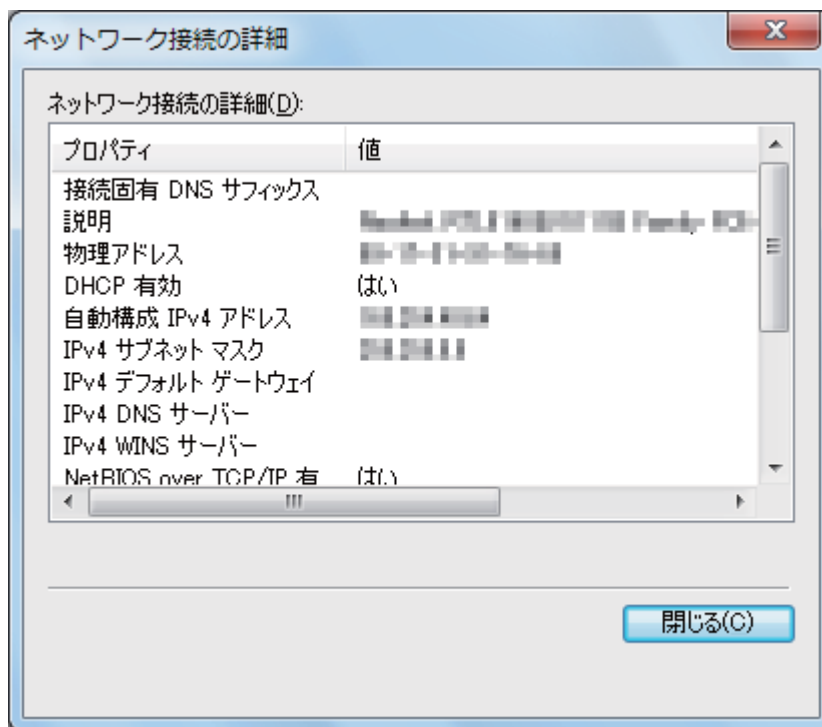 ネットワーク接続の詳細
ネットワーク接続の詳細(D):
プロパティ 値
接続固有 DNS サフィックス
説明
物理アドレス
DHCP 有効 はい
自動構成 IPv4 アドレス
IPv4 サブネット マスク
IPv4 デフォルト ゲートウェイ
IPv4 DNS サーバー
IPv4 WINS サーバー
NetBIOS over TCP/IP 有 はい
閉じる(C)